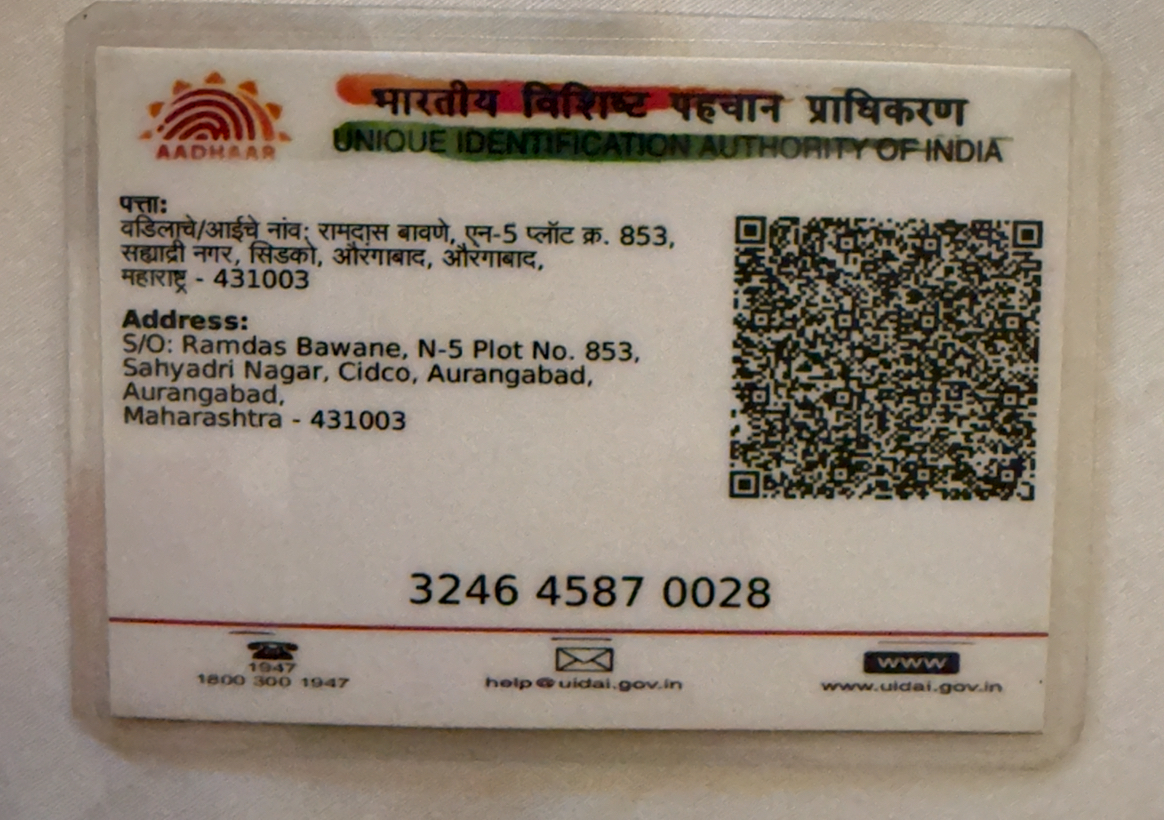 भारतीय विशिष्ट पहचान प्राधिकरण
AADHAAR
UNIQUE IDENTIFICATION AUTHORITY OF INDIA
पत्ता:
वडिलाचे/आईचे नांव: रामदास बावणे, एन-5 प्लॉट क्र. 853,
सह्याद्री नगर, सिडको, औरंगाबाद, औरंगाबाद,
महाराष्ट्र - 431003
Address:
S/O: Ramdas Bawane, N-5 Plot No. 853,
Sahyadri Nagar, Cidco, Aurangabad,
Aurangabad,
Maharashtra - 431003
3246 4587 0028
1947
1800 300 1947
help@uidai.gov.in
www
www.uidai.gov.in